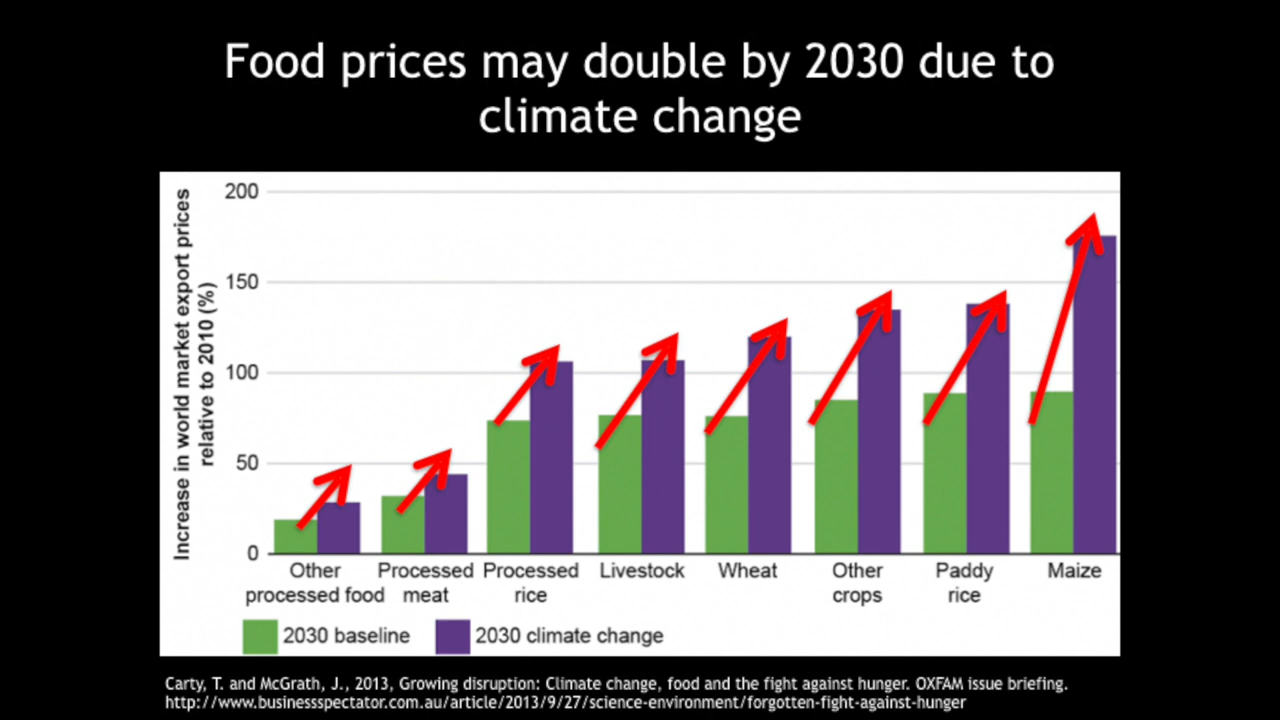 Food prices may double by 2030 due to
climate change
Increase in world market export prices
relative to 2010 (%)
200
150
100
50
0
Other
processed food
Processed
meat
Processed
rice
Livestock
Wheat
Other
crops
Paddy
rice
Maize
2030 baseline
2030 climate change
Carty, T. and McGrath, J., 2013, Growing disruption: Climate change, food and the fight against hunger. OXFAM issue briefing.
http://www.businessspectator.com.au/article/2013/9/27/science-environment/forgotten-fight-against-hunger